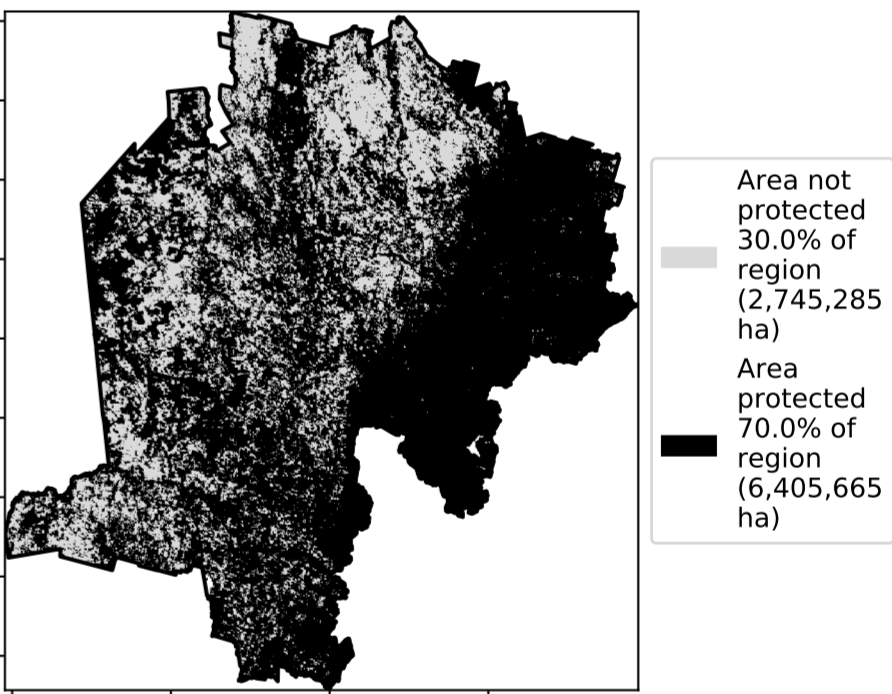 Area not
protected
30.0% of
region
(2,745,285
ha)
Area
protected
70.0% of
region
(6,405,665
ha)